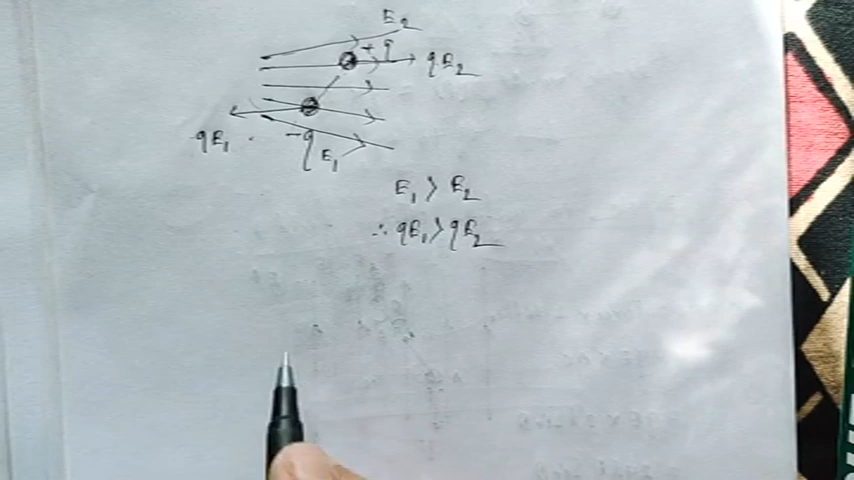 E₂
+q
qE₂
qE₁
-q
E₁
E₁ > E₂
∴ qE₁ > qE₂